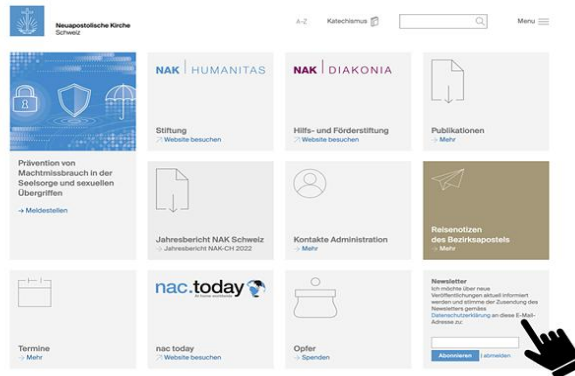 Neuapostolische Kirche
Schweiz
A–Z
Katechismus
Menu
NAK | HUMANITAS
Stiftung
↗ Website besuchen
NAK | DIAKONIA
Hilfs- und Förderstiftung
↗ Website besuchen
Publikationen
→ Mehr
Prävention von
Machtmissbrauch in der
Seelsorge und sexuellen
Übergriffen
→ Meldestellen
Jahresbericht NAK Schweiz
→ Jahresbericht NAK-CH 2022
Kontakte Administration
→ Mehr
Reisenotizen
des Bezirksapostels
→ Mehr
Termine
→ Mehr
nac.today
nac today
↗ Website besuchen
Opfer
→ Spenden
Newsletter
Ich möchte über neue
Veröffentlichungen aktuell informiert
werden und stimme der Zusendung des
Newsletters gemäss
Datenschutzerklärung an diese E-Mail-
Adresse zu:
Abonnieren | abmelden